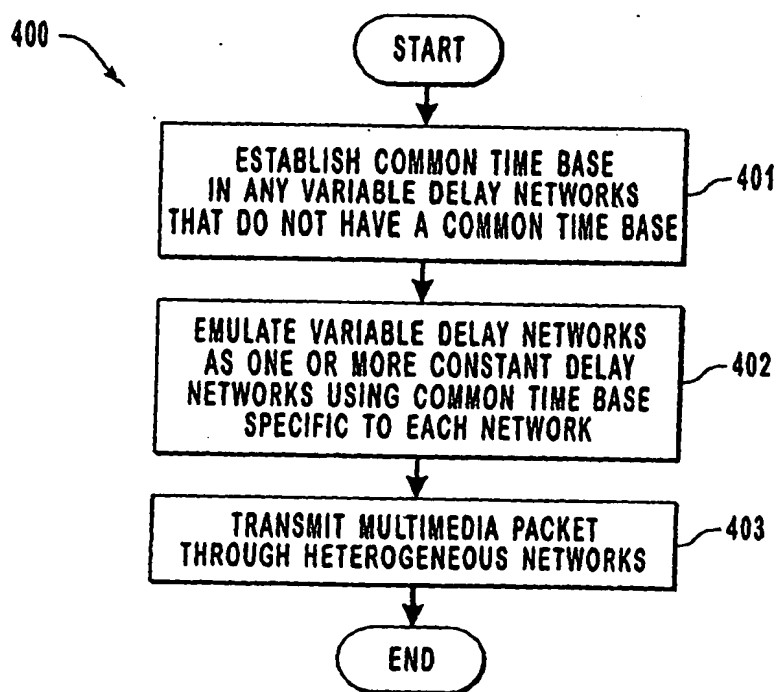 400
START
ESTABLISH COMMON TIME BASE
IN ANY VARIABLE DELAY NETWORKS
THAT DO NOT HAVE A COMMON TIME BASE
401
EMULATE VARIABLE DELAY NETWORKS
AS ONE OR MORE CONSTANT DELAY
NETWORKS USING COMMON TIME BASE
SPECIFIC TO EACH NETWORK
402
TRANSMIT MULTIMEDIA PACKET
THROUGH HETEROGENEOUS NETWORKS
403
END